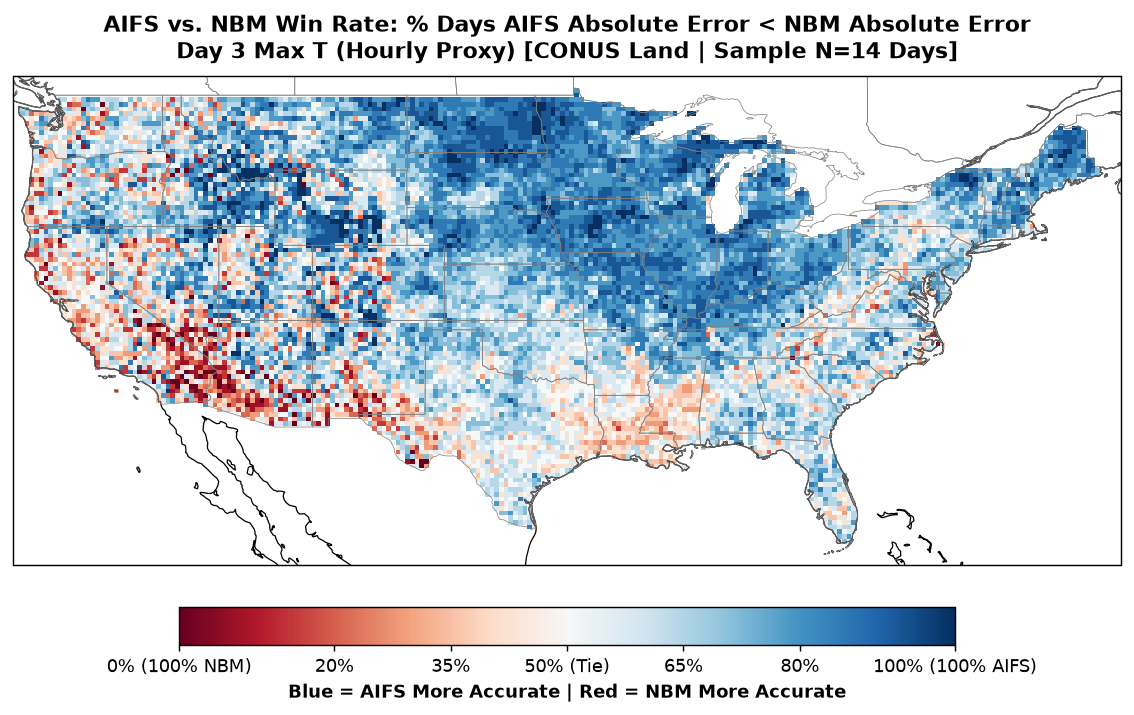 AIFS vs. NBM Win Rate: % Days AIFS Absolute Error < NBM Absolute Error
Day 3 Max T (Hourly Proxy) [CONUS Land | Sample N=14 Days]
0% (100% NBM) 20% 35% 50% (Tie) 65% 80% 100% (100% AIFS)
Blue = AIFS More Accurate | Red = NBM More Accurate